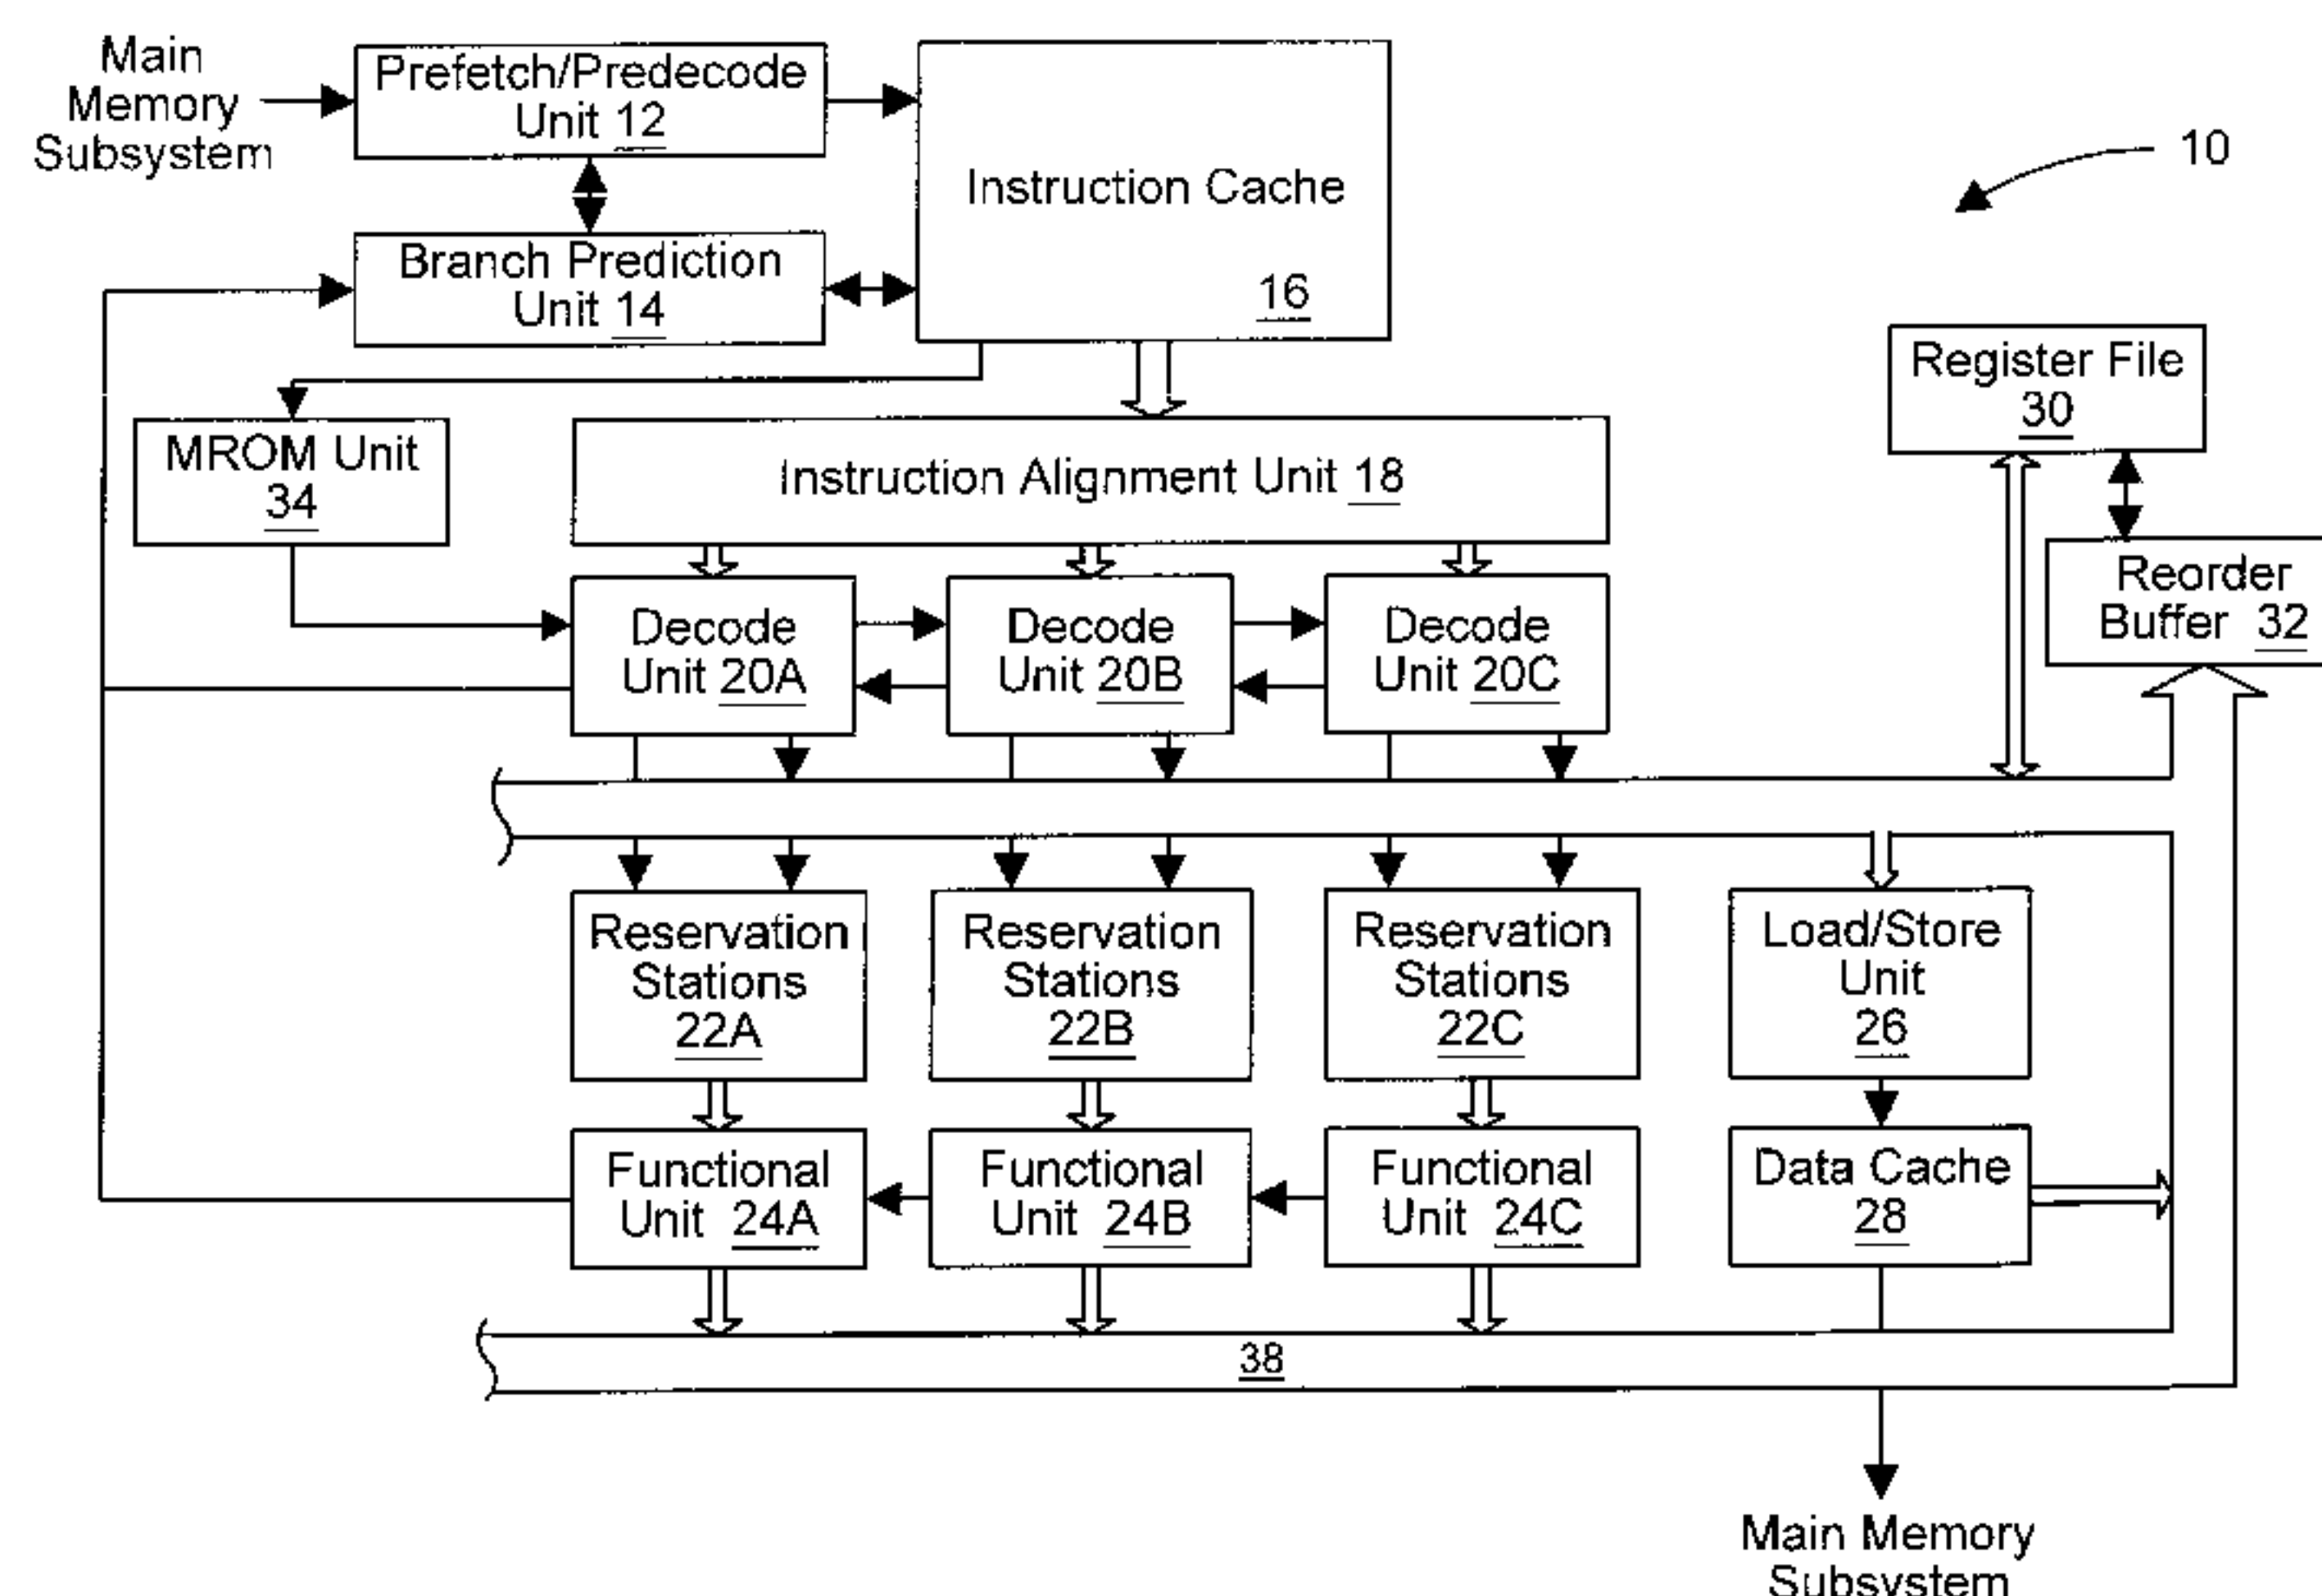 Main
Memory
Subsystem
Prefetch/Predecode
Unit 12
Instruction Cache
16
10
Branch Prediction
Unit 14
Register File
30
MROM Unit
34
Instruction Alignment Unit 18
Reorder
Buffer 32
Decode
Unit 20A
Decode
Unit 20B
Decode
Unit 20C
Reservation
Stations
22A
Reservation
Stations
22B
Reservation
Stations
22C
Load/Store
Unit
26
Functional
Unit 24A
Functional
Unit 24B
Functional
Unit 24C
Data Cache
28
38
Main Memory
Subsystem